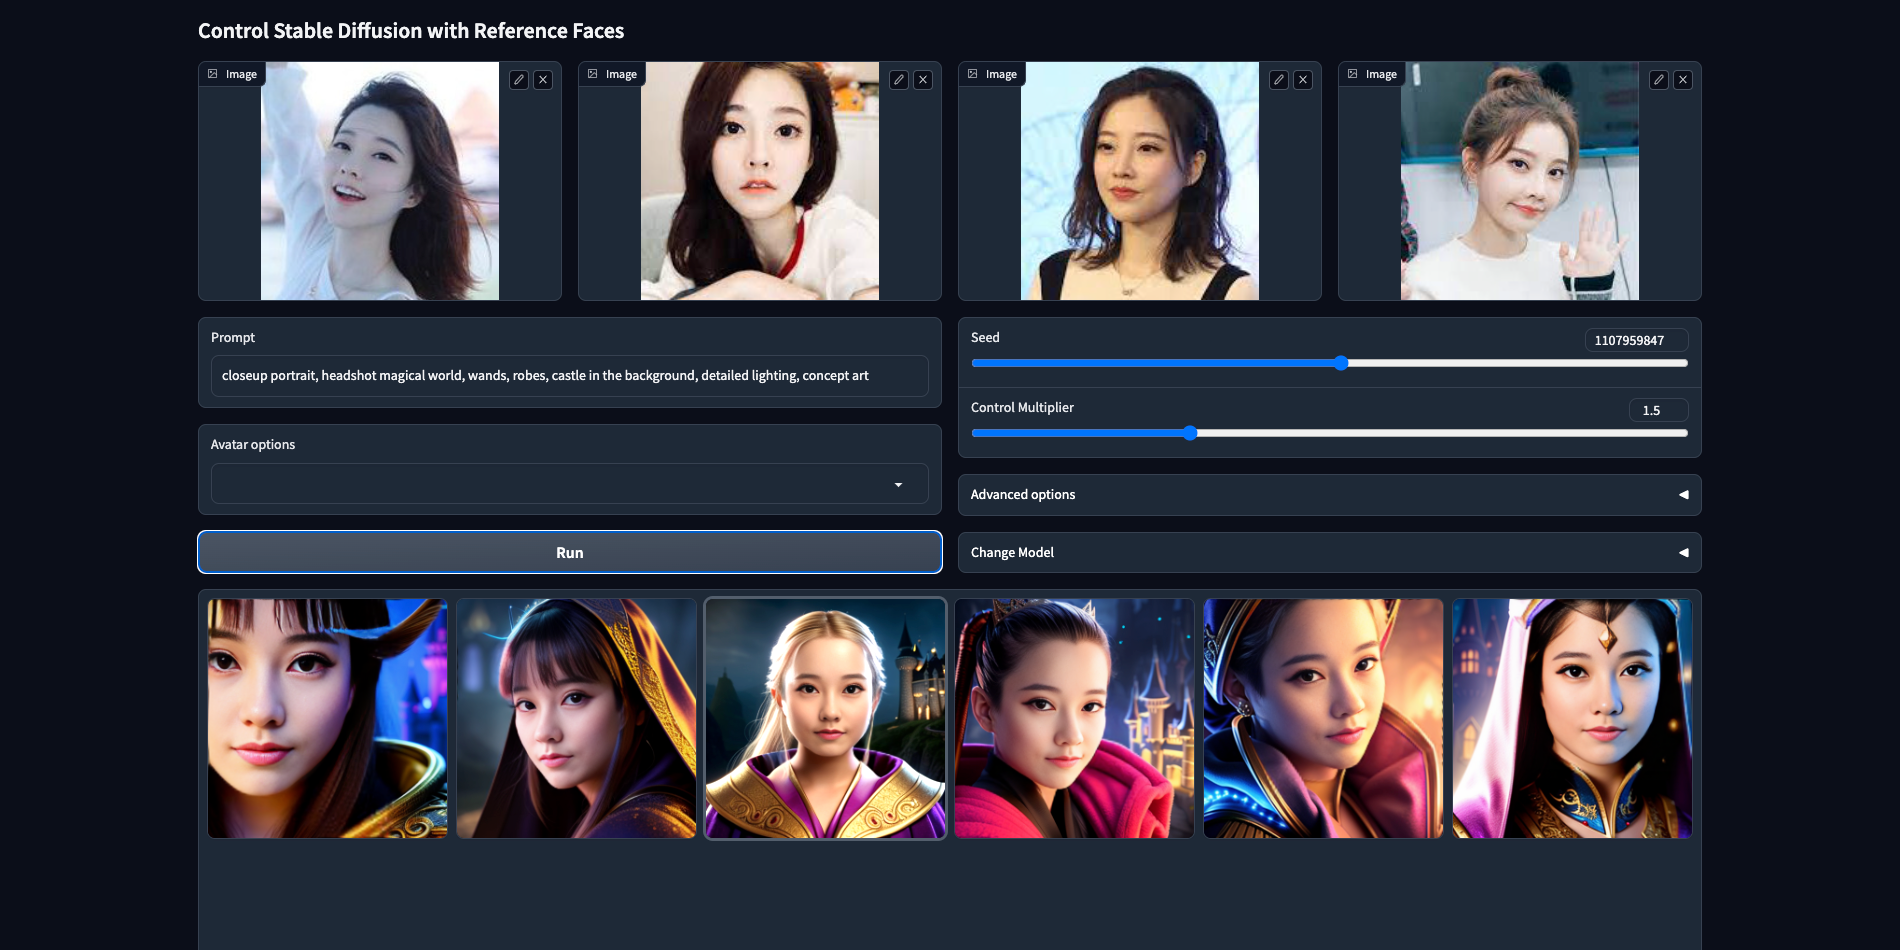 Control Stable Diffusion with Reference Faces
Image
Image
Image
Image
Prompt
closeup portrait, headshot magical world, wands, robes, castle in the background, detailed lighting, concept art
Seed
1107959847
Control Multiplier
1.5
Avatar options
Advanced options
Run
Change Model